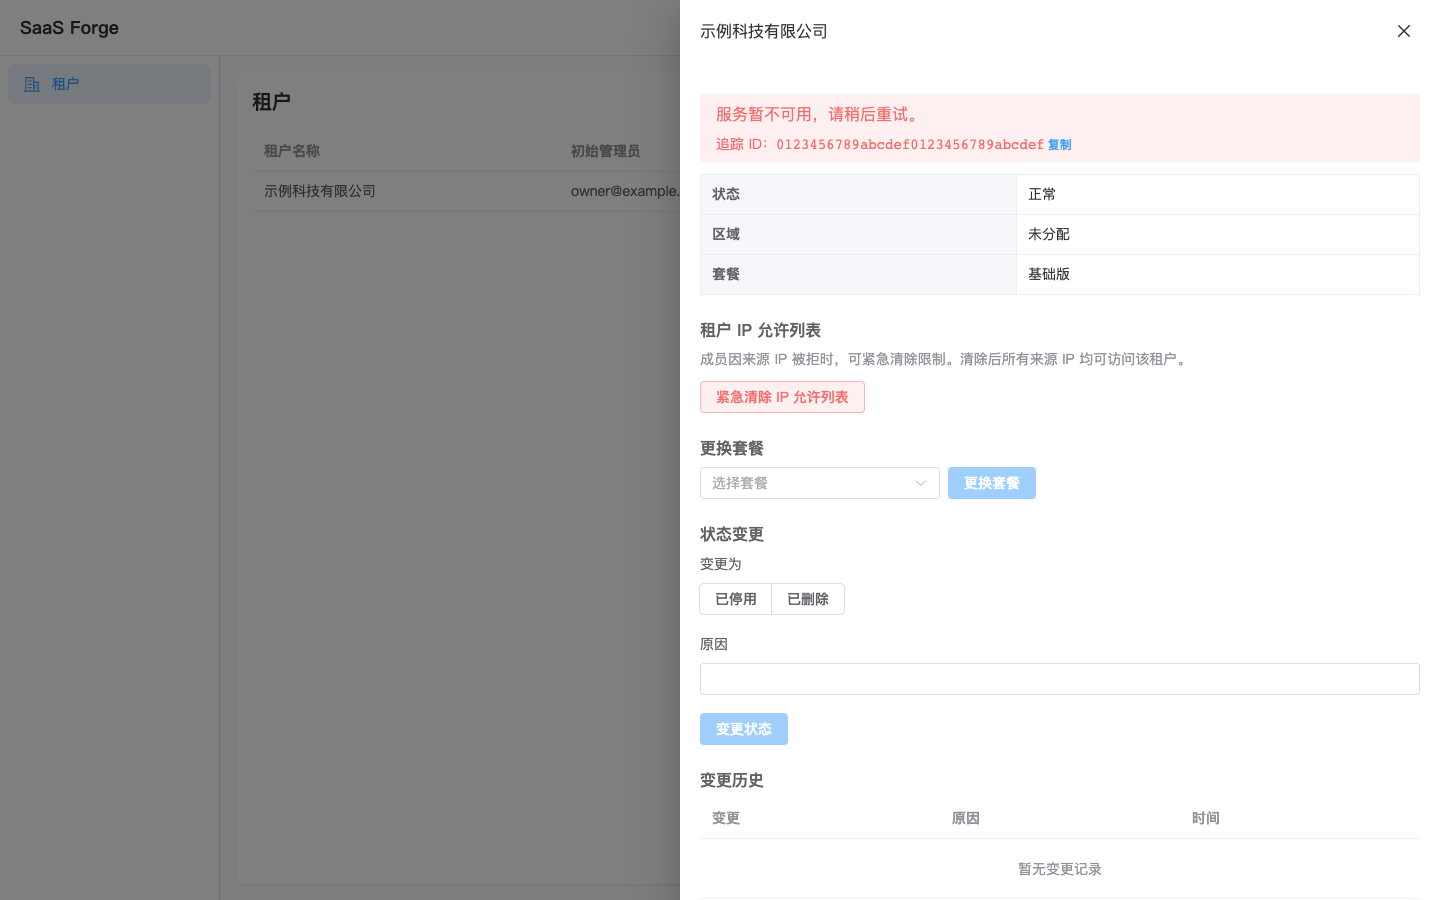 SaaS Forge
租户
租户
租户名称 初始管理员
示例科技有限公司 owner@example.
示例科技有限公司
服务暂不可用，请稍后重试。
追踪 ID：0123456789abcdef0123456789abcdef 复制
状态 正常
区域 未分配
套餐 基础版
租户 IP 允许列表
成员因来源 IP 被拒时，可紧急清除限制。清除后所有来源 IP 均可访问该租户。
紧急清除 IP 允许列表
更换套餐
选择套餐 更换套餐
状态变更
变更为
已停用 已删除
原因
变更状态
变更历史
变更 原因 时间
暂无变更记录